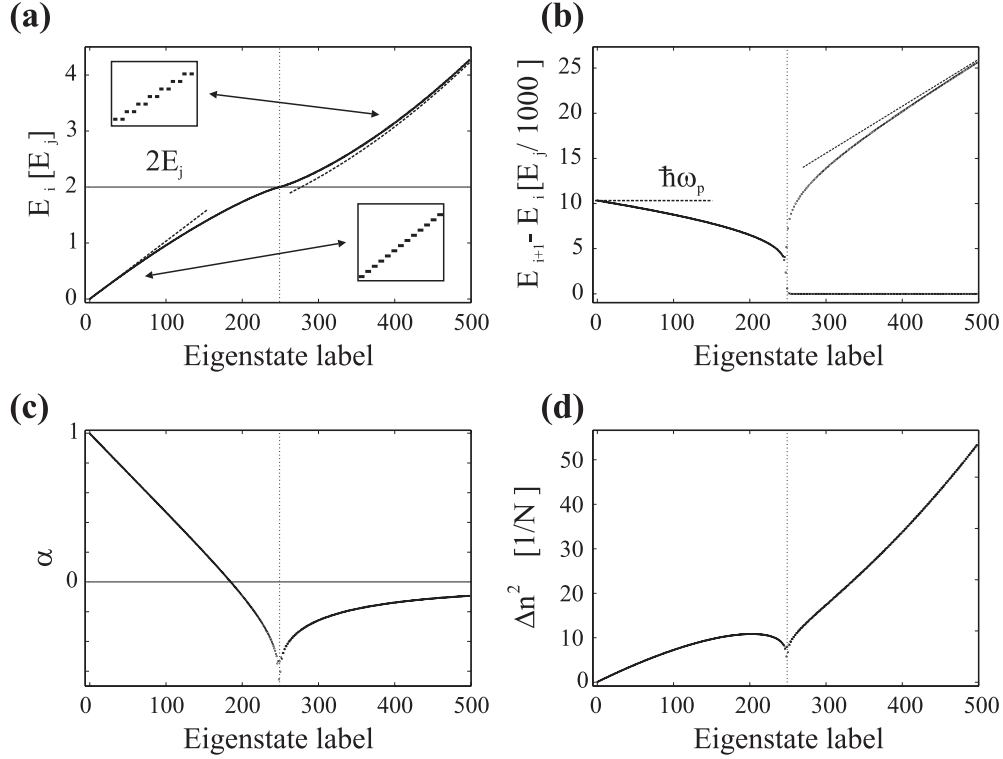 (a)
4
3
2
1
0
E i [E j]
2E j
0 100 200 300 400 500
Eigenstate label
(b)
25
20
15
10
5
0
E i+1- E i [E j/ 1000 ]
ħω p
0 100 200 300 400 500
Eigenstate label
(c)
1
0
α
0 100 200 300 400 500
Eigenstate label
(d)
50
40
30
20
10
0
Δn² [1/N ]
0 100 200 300 400 500
Eigenstate label